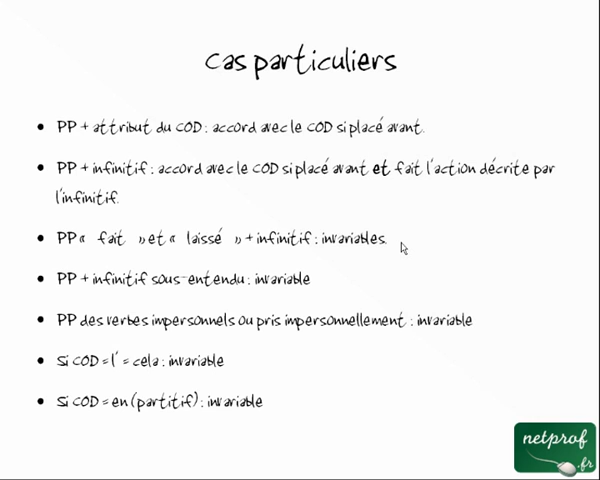 Cas particuliers
• PP + attribut du COD : accord avec le COD si placé avant.
• PP + infinitif : accord avec le COD si placé avant et fait l'action décrite par
l'infinitif.
• PP « fait » et « laissé » + infinitif : invariables.
• PP + infinitif sous-entendu : invariable
• PP des verbes impersonnels ou pris impersonnellement : invariable
• Si COD = l' = cela : invariable
• Si COD = en (partitif) : invariable
netprof
.fr